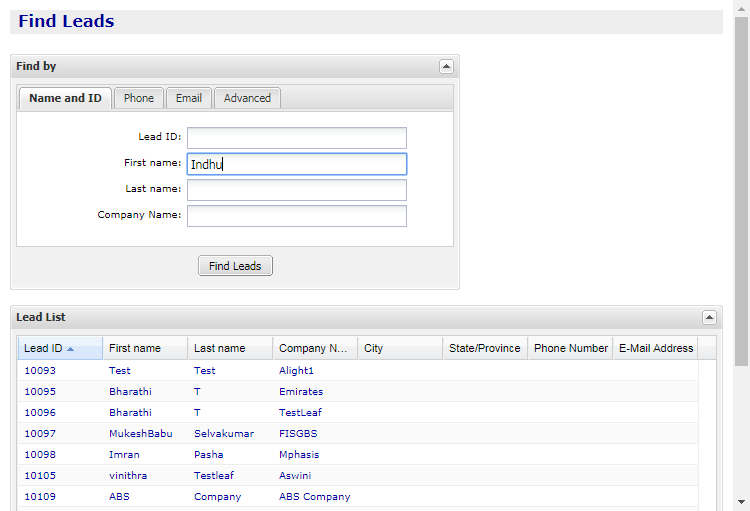 Find Leads
Find by
Name and ID Phone Email Advanced
Lead ID:
First name: Indhu
Last name:
Company Name:
Find Leads
Lead List
Lead ID First name Last name Company N... City State/Province Phone Number E-Mail Address
10093 Test Test Alight1
10095 Bharathi T Emirates
10096 Bharathi T TestLeaf
10097 MukeshBabu Selvakumar FISGBS
10098 Imran Pasha Mphasis
10105 vinithra Testleaf Aswini
10109 ABS Company ABS Company